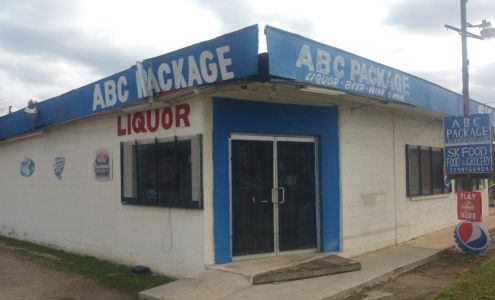 ABC PACKAGE
LIQUOR
ABC PACKAGE
LIQUOR · BEER · WINE
ABC
PACKAGE
SK FOOD
FOOD GROCERY
PLAY
HERE